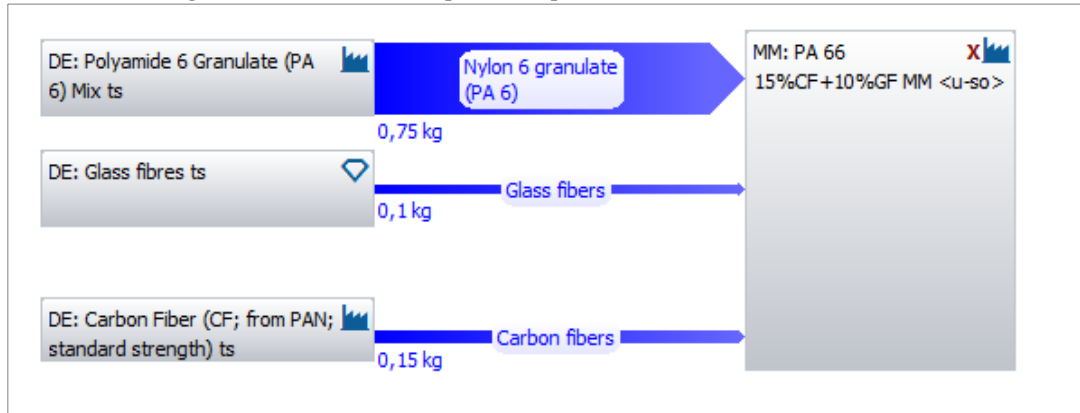 DE: Polyamide 6 Granulate (PA
6) Mix ts
Nylon 6 granulate
(PA 6)
0,75 kg
MM: PA 66
X
15%CF+10%GF MM <u-so>
DE: Glass fibres ts
Glass fibers
0,1 kg
DE: Carbon Fiber (CF; from PAN;
standard strength) ts
Carbon fibers
0,15 kg